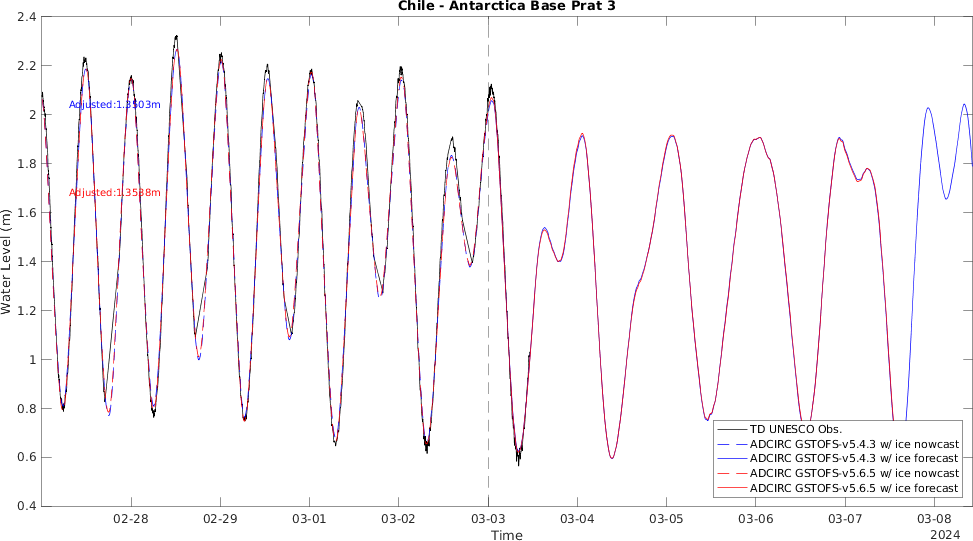 Chile - Antarctica Base Prat 3
2.4
2.2
2
1.8
1.6
1.4
1.2
1
0.8
0.6
0.4
Water Level (m)
Adjusted:1.3503m
Adjusted:1.3538m
TD UNESCO Obs.
ADCIRC GSTOFS-v5.4.3 w/ ice nowcast
ADCIRC GSTOFS-v5.4.3 w/ ice forecast
ADCIRC GSTOFS-v5.6.5 w/ ice nowcast
ADCIRC GSTOFS-v5.6.5 w/ ice forecast
02-28 02-29 03-01 03-02 03-03 03-04 03-05 03-06 03-07 03-08
Time
2024